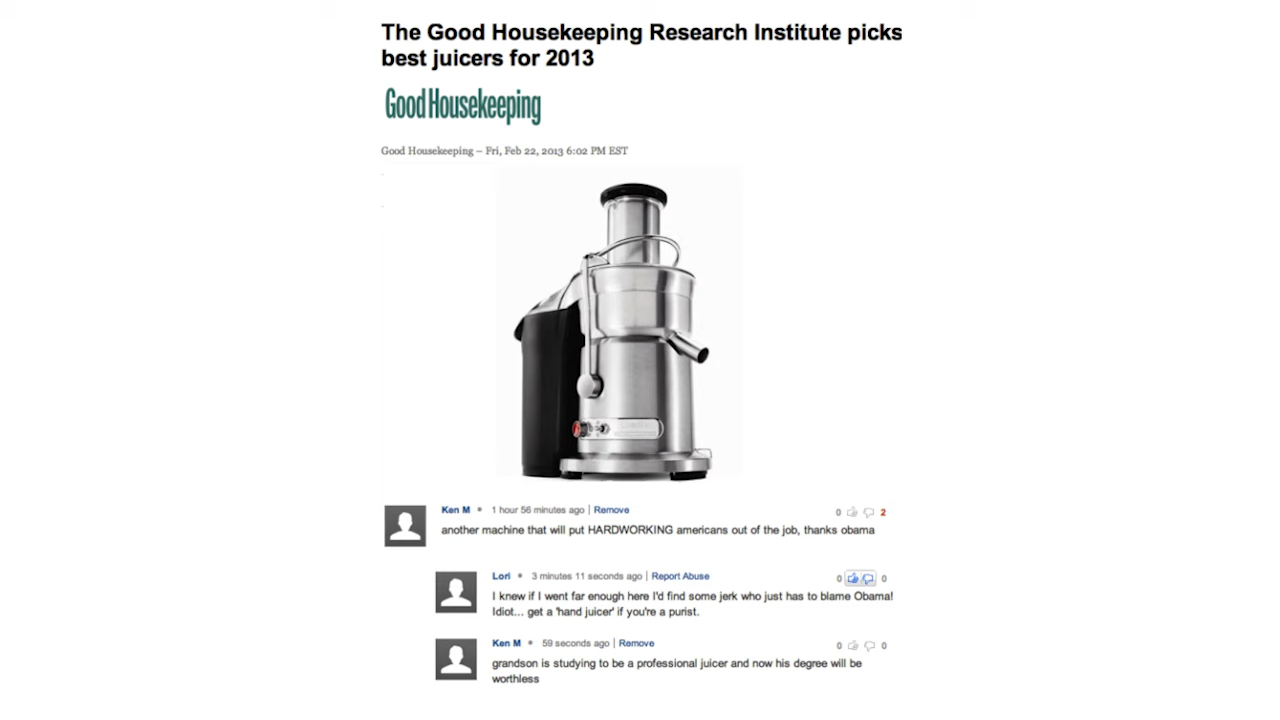 The Good Housekeeping Research Institute picks
best juicers for 2013
Good Housekeeping
Good Housekeeping – Fri, Feb 22, 2013 6:02 PM EST
Ken M • 1 hour 56 minutes ago | Remove
0 2
another machine that will put HARDWORKING americans out of the job, thanks obama
Lori • 3 minutes 11 seconds ago | Report Abuse
0 0
I knew if I went far enough here I'd find some jerk who just has to blame Obama!
Idiot... get a 'hand juicer' if you're a purist.
Ken M • 59 seconds ago | Remove
0 0
grandson is studying to be a professional juicer and now his degree will be
worthless